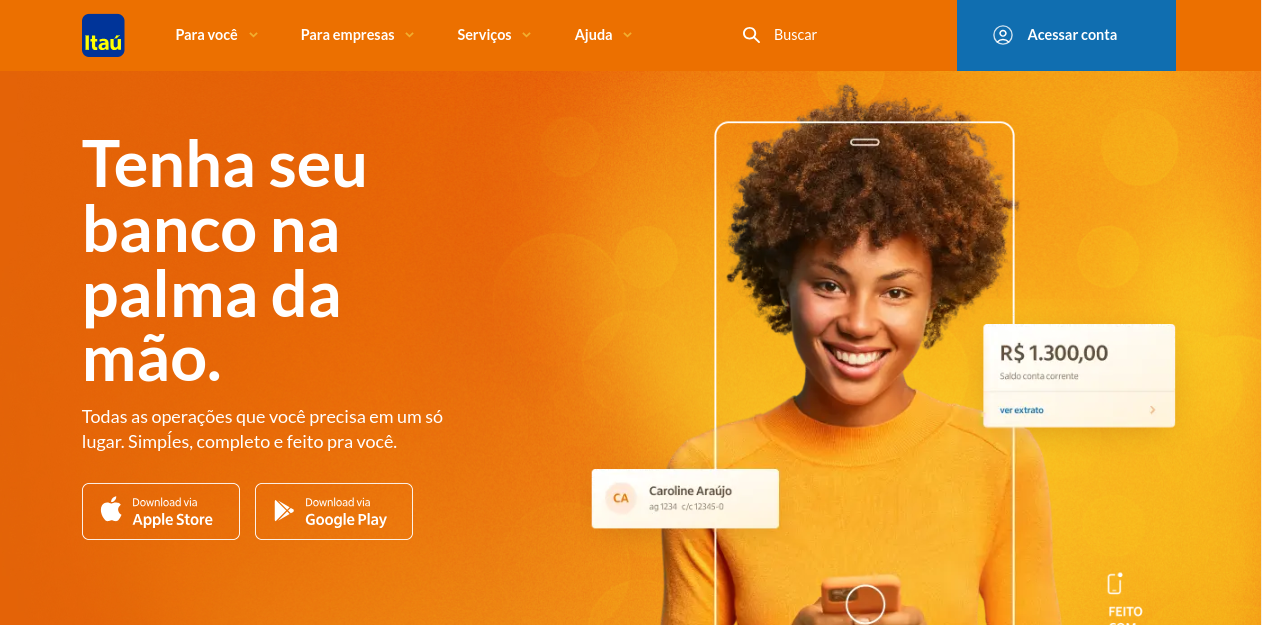 Itaú
Para você
Para empresas
Serviços
Ajuda
Buscar
Acessar conta
Tenha seu
banco na
palma da
mão.
Todas as operações que você precisa em um só
lugar. Simples, completo e feito pra você.
Download via
Apple Store
Download via
Google Play
R$ 1.300,00
Saldo conta corrente
ver extrato
CA
Caroline Araújo
ag 1234 c/c 12345-0
FEITO
COM